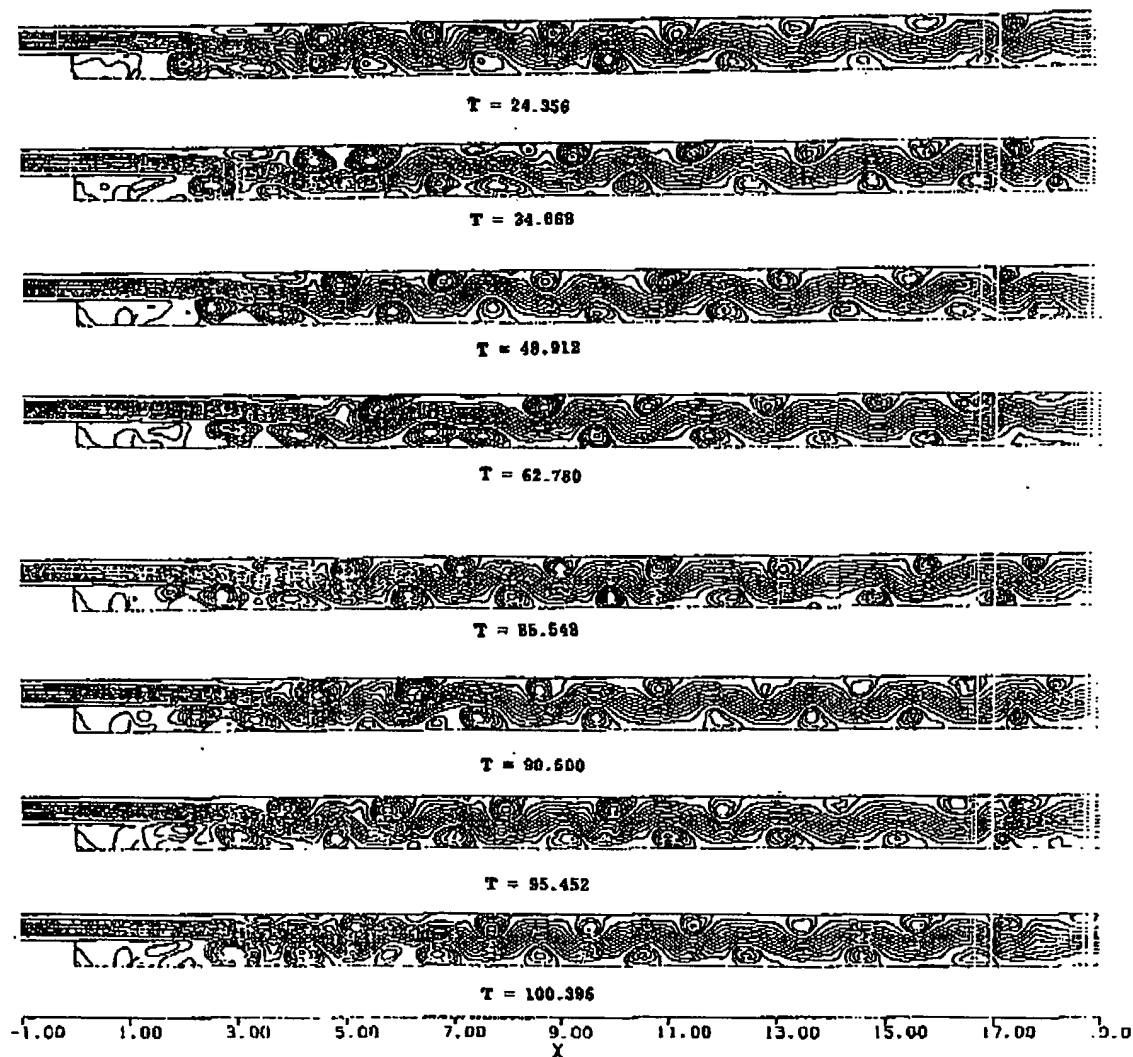 T = 24.356
T = 34.668
T = 48.912
T = 62.780
T = 85.548
T = 90.500
T = 95.452
T = 100.396
-1.00 1.00 3.00 5.00 7.00 9.00 11.00 13.00 15.00 17.00
X